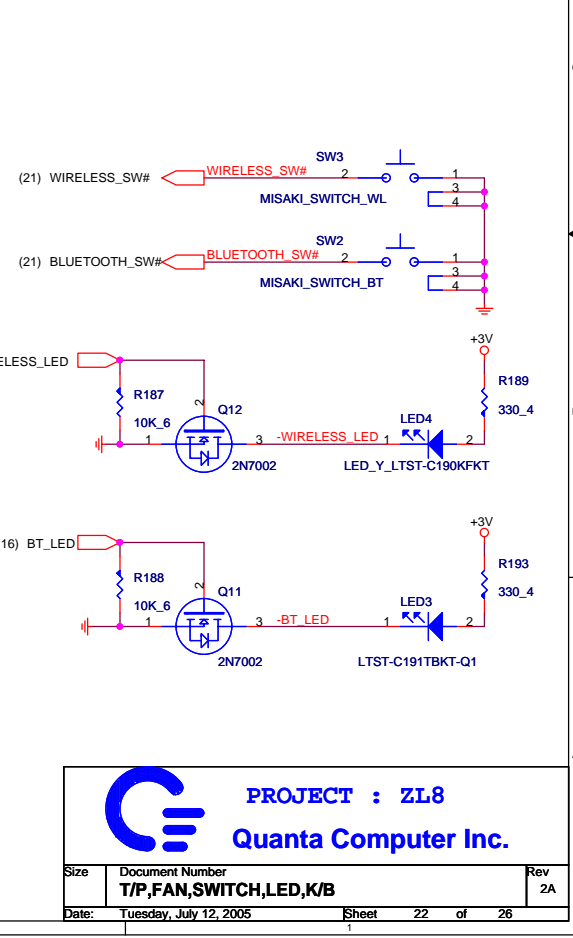 SW3
(21) WIRELESS_SW# WIRELESS_SW# 2 1
3
4
MISAKI_SWITCH_WL
SW2
(21) BLUETOOTH_SW# BLUETOOTH_SW# 2 1
3
4
MISAKI_SWITCH_BT
+3V
ELESS_LED
R189
330_4
R187
10K_6
2
Q12
1 3 -WIRELESS_LED 1 LED4 2
2N7002
LED_Y_LTST-C190KFKT
+3V
16) BT_LED
R193
330_4
R188
10K_6
2
Q11
1 3 -BT_LED 1 LED3 2
2N7002
LTST-C191TBKT-Q1
PROJECT : ZL8
Quanta Computer Inc.
Size Document Number Rev
T/P,FAN,SWITCH,LED,K/B 2A
Date: Tuesday, July 12, 2005 Sheet 22 of 26
1